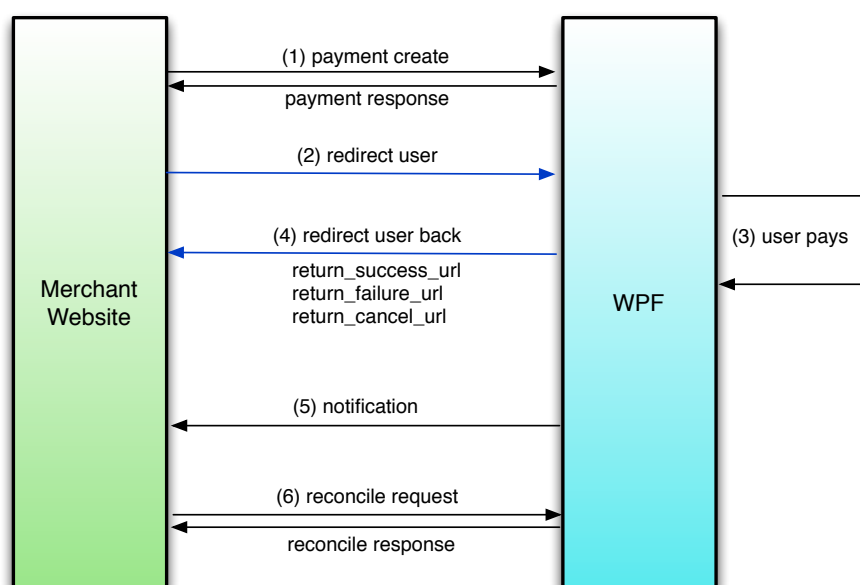 (1) payment create
payment response
(2) redirect user
(3) user pays
(4) redirect user back
return_success_url
return_failure_url
return_cancel_url
Merchant
Website
WPF
(5) notification
(6) reconcile request
reconcile response